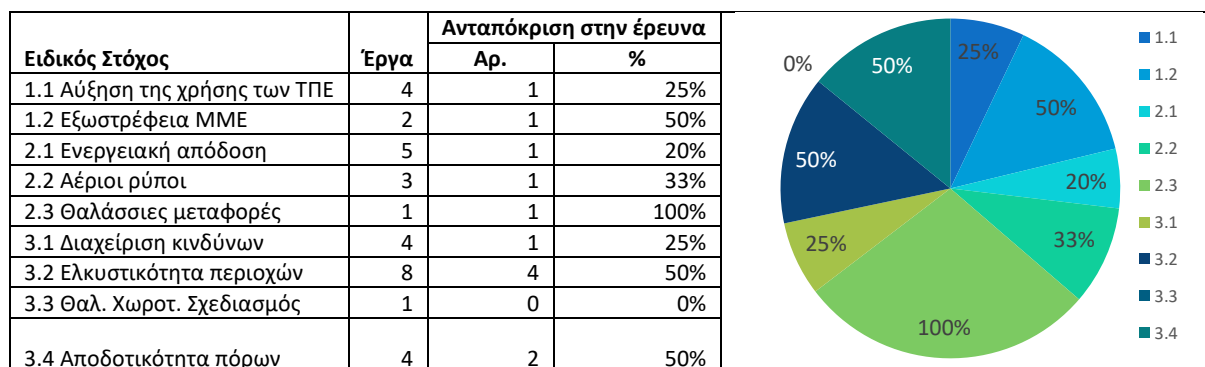 Ανταπόκριση στην έρευνα
Ειδικός Στόχος Έργα Αρ. %
1.1 Αύξηση της χρήσης των ΤΠΕ 4 1 25%
1.2 Εξωστρέφεια ΜΜΕ 2 1 50%
2.1 Ενεργειακή απόδοση 5 1 20%
2.2 Αέριοι ρύποι 3 1 33%
2.3 Θαλάσσιες μεταφορές 1 1 100%
3.1 Διαχείριση κινδύνων 4 1 25%
3.2 Ελκυστικότητα περιοχών 8 4 50%
3.3 Θαλ. Χωροτ. Σχεδιασμός 1 0 0%
3.4 Αποδοτικότητα πόρων 4 2 50%
25%
50%
20%
33%
100%
25%
50%
0%
50%
1.1
1.2
2.1
2.2
2.3
3.1
3.2
3.3
3.4